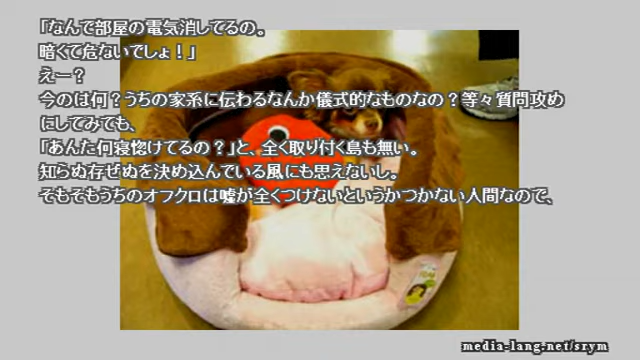 「なんで部屋の電気消してるの。
暗くて危ないでしょ！」
えー？
今のは何？うちの家系に伝わるなんか儀式的なものなの？等々質問攻め
にしてみても、
「あんた何寝惚けてるの？」と、全く取り付く島も無い。
知らぬ存ぜぬを決め込んでいる風にも思えないし。
そもそもうちのオフクロは嘘が全くつけないというかつかない人間なので、
media-lang-net/srym